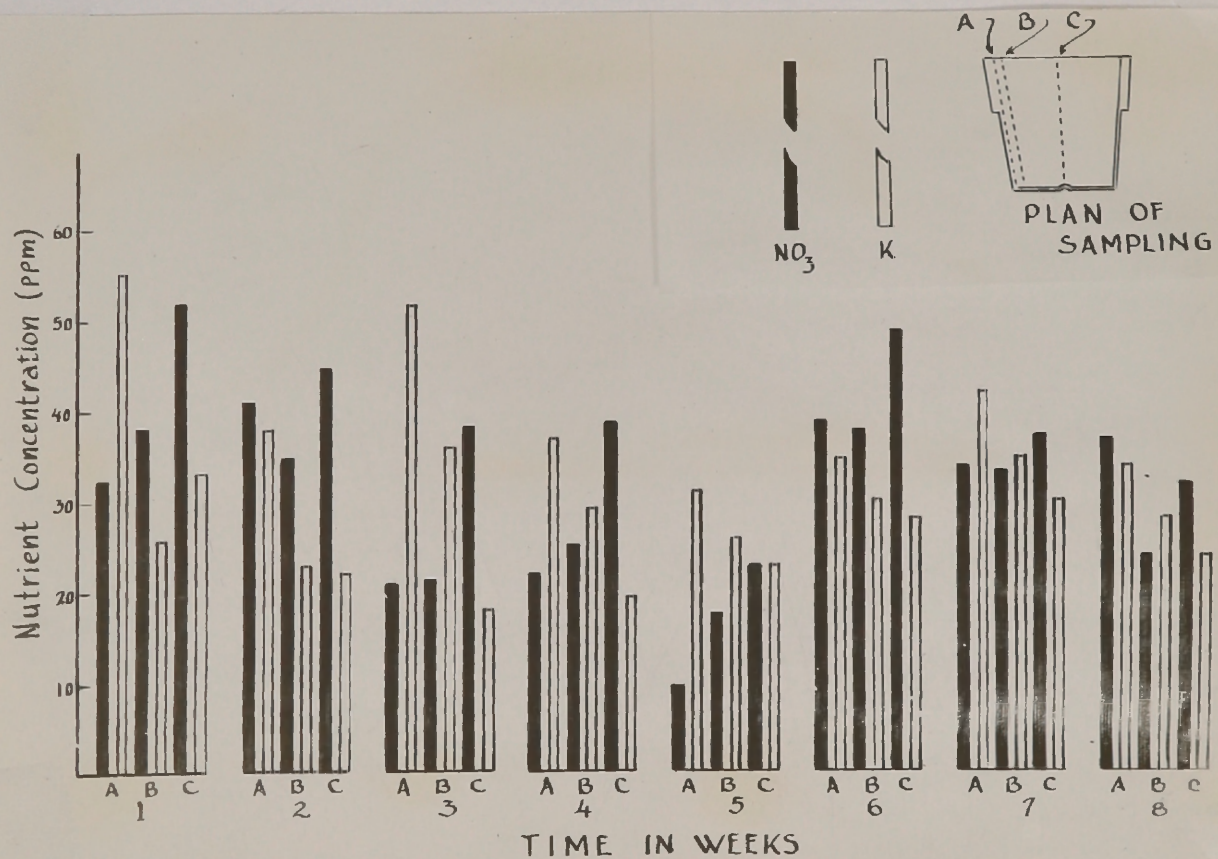 A B C
NO3 K
PLAN OF
SAMPLING
Nutrient Concentration (ppm)
60
50
40
30
20
10
A B C A B C A B C A B C A B C A B C A B C A B C
1 2 3 4 5 6 7 8
TIME IN WEEKS